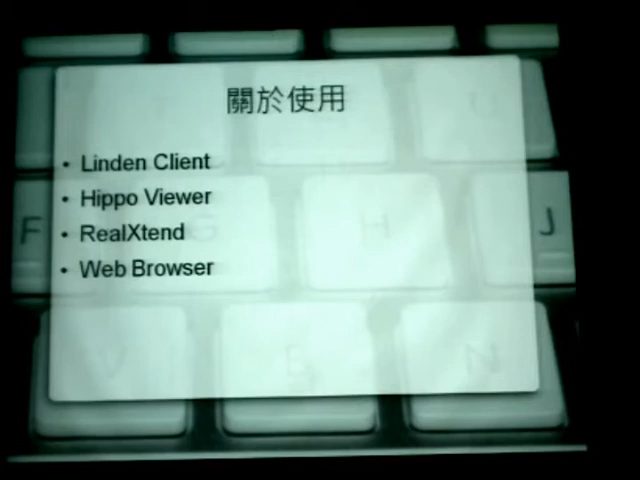 關於使用
• Linden Client
• Hippo Viewer
• RealXtend
• Web Browser
F
G
H
J
V
B
N